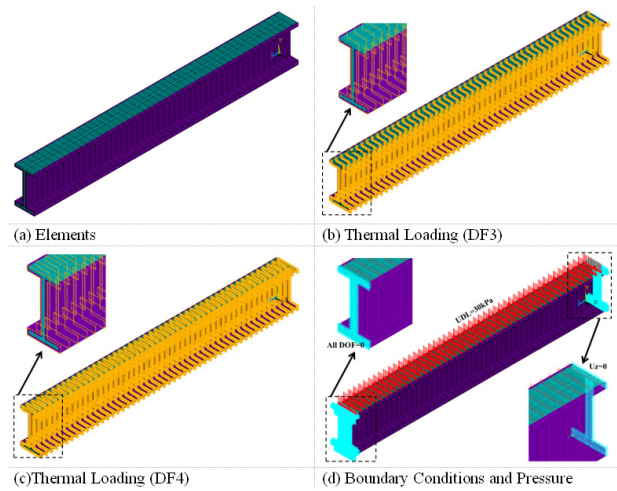 (a) Elements
(b) Thermal Loading (DF3)
UDL=30kPa
All DOF=0
Uz=0
(c)Thermal Loading (DF4)
(d) Boundary Conditions and Pressure